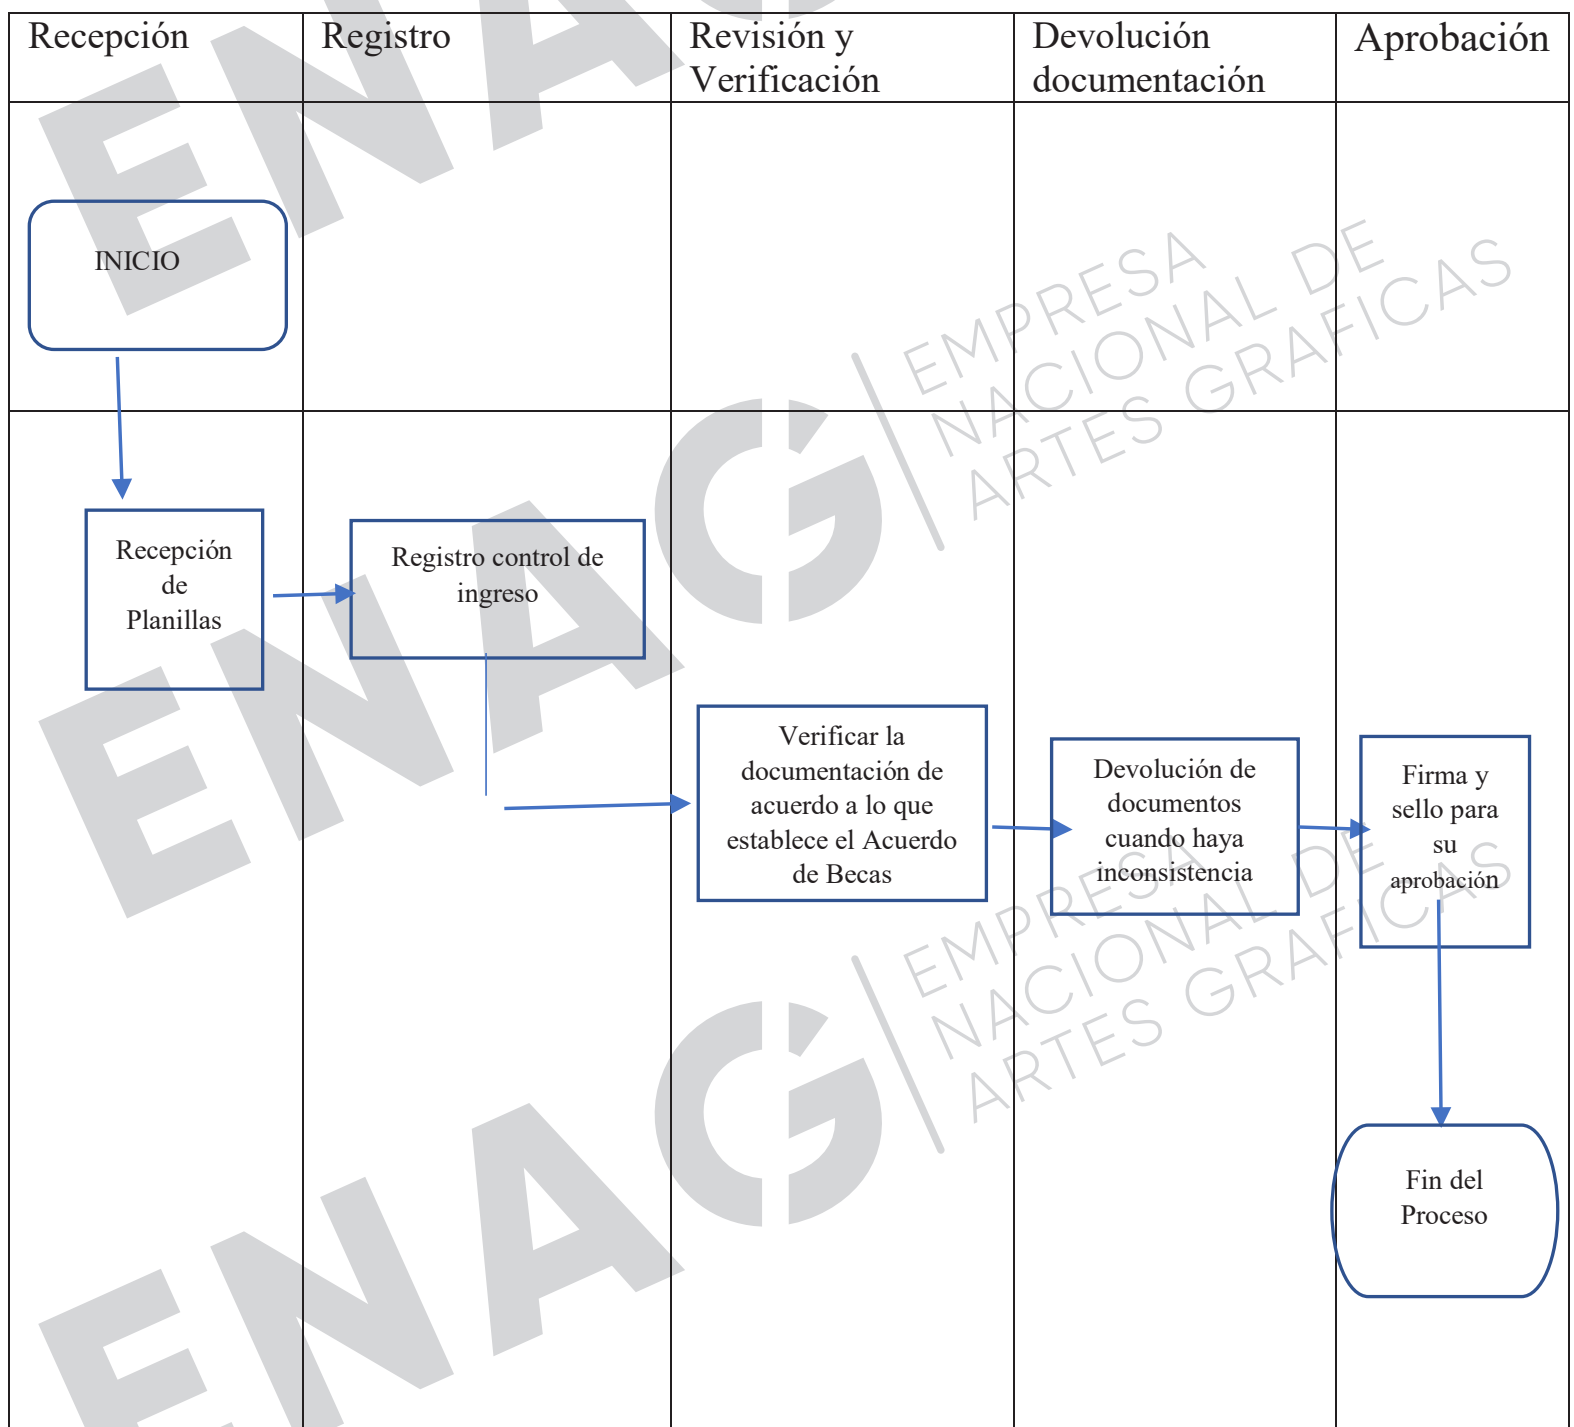 Recepción
Registro
Revisión y
Verificación
Devolución
documentación
Aprobación
INICIO
Recepción
de
Planillas
Registro control de
ingreso
Verificar la
documentación de
acuerdo a lo que
establece el Acuerdo
de Becas
Devolución de
documentos
cuando haya
inconsistencia
Firma y
sello para
su
aprobación
Fin del
Proceso
ENAG
EMPRESA
NACIONAL DE
ARTES GRAFICAS
ENAG
EMPRESA
NACIONAL DE
ARTES GRAFICAS
ENAG